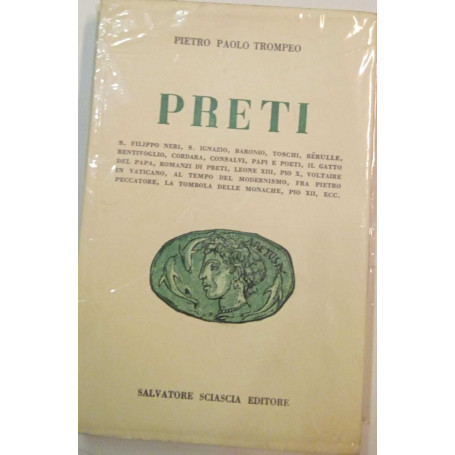 PIETRO PAOLO TROMPEO
PRETI
S. FILIPPO NERI, S. IGNAZIO, BARONIO, TOSCHI, BÉRULLE,
BENTIVOGLIO, CORDARA, CONSALVI, PAPI E POETI, IL GATTO
DEL PAPA, ROMANZI DI PRETI, LEONE XIII, PIO X, VOLTAIRE
IN VATICANO, AL TEMPO DEL MODERNISMO, FRA PIETRO
PECCATORE, LA TOMBOLA DELLE MONACHE, PIO XII, ECC.
ARETUSA
SALVATORE SCIASCIA EDITORE